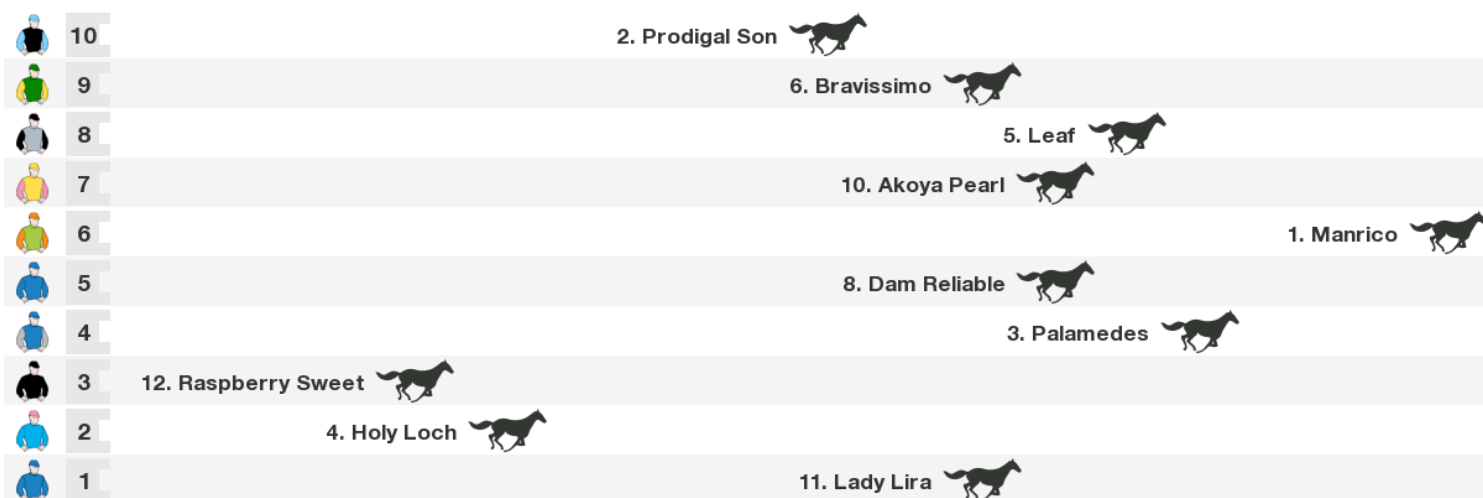 10 2. Prodigal Son
9 6. Bravissimo
8 5. Leaf
7 10. Akoya Pearl
6 1. Manrico
5 8. Dam Reliable
4 3. Palamedes
3 12. Raspberry Sweet
2 4. Holy Loch
1 11. Lady Lira